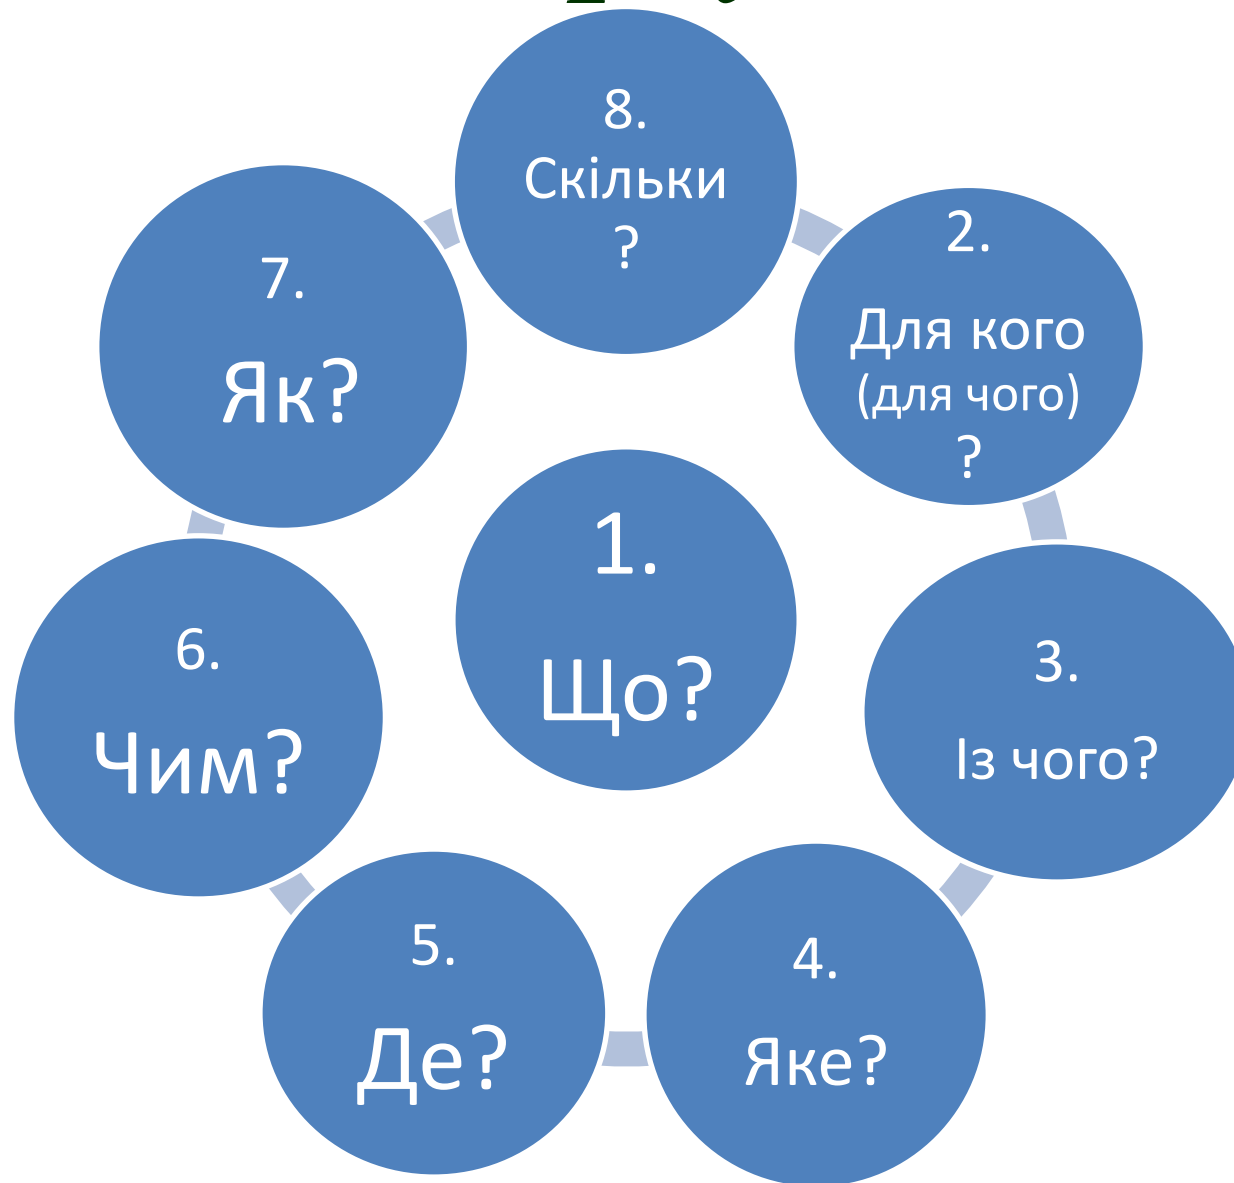 8.
Скільки
?
2.
Для кого
(для чого)
?
7.
Як?
1.
Що?
3.
Із чого?
6.
Чим?
4.
Яке?
5.
Де?